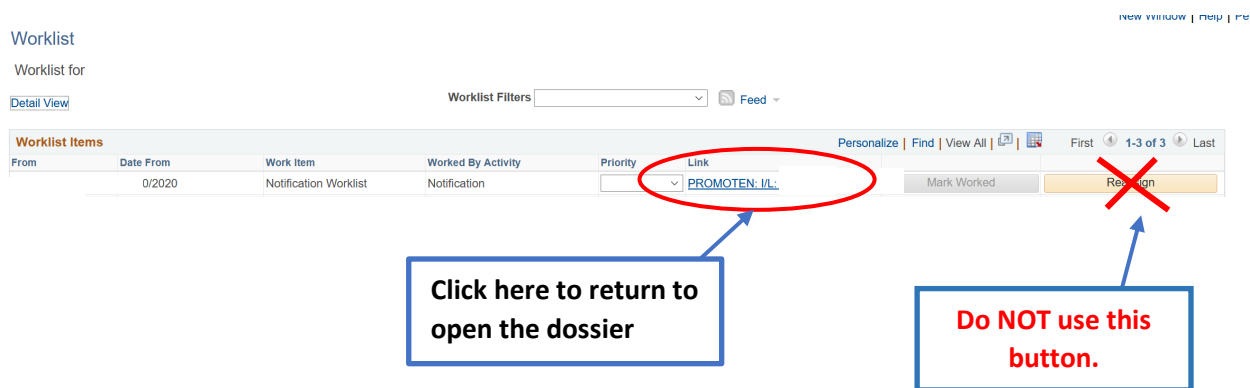 New Window | Help | Pe
Worklist
Worklist for
Detail View
Worklist Filters
Feed
Worklist Items
Personalize | Find | View All | | First 1-3 of 3 Last
From Date From Work Item Worked By Activity Priority Link
0/2020 Notification Worklist Notification PROMOTEN: I/L: Mark Worked Reassign
Click here to return to
open the dossier
Do NOT use this
button.